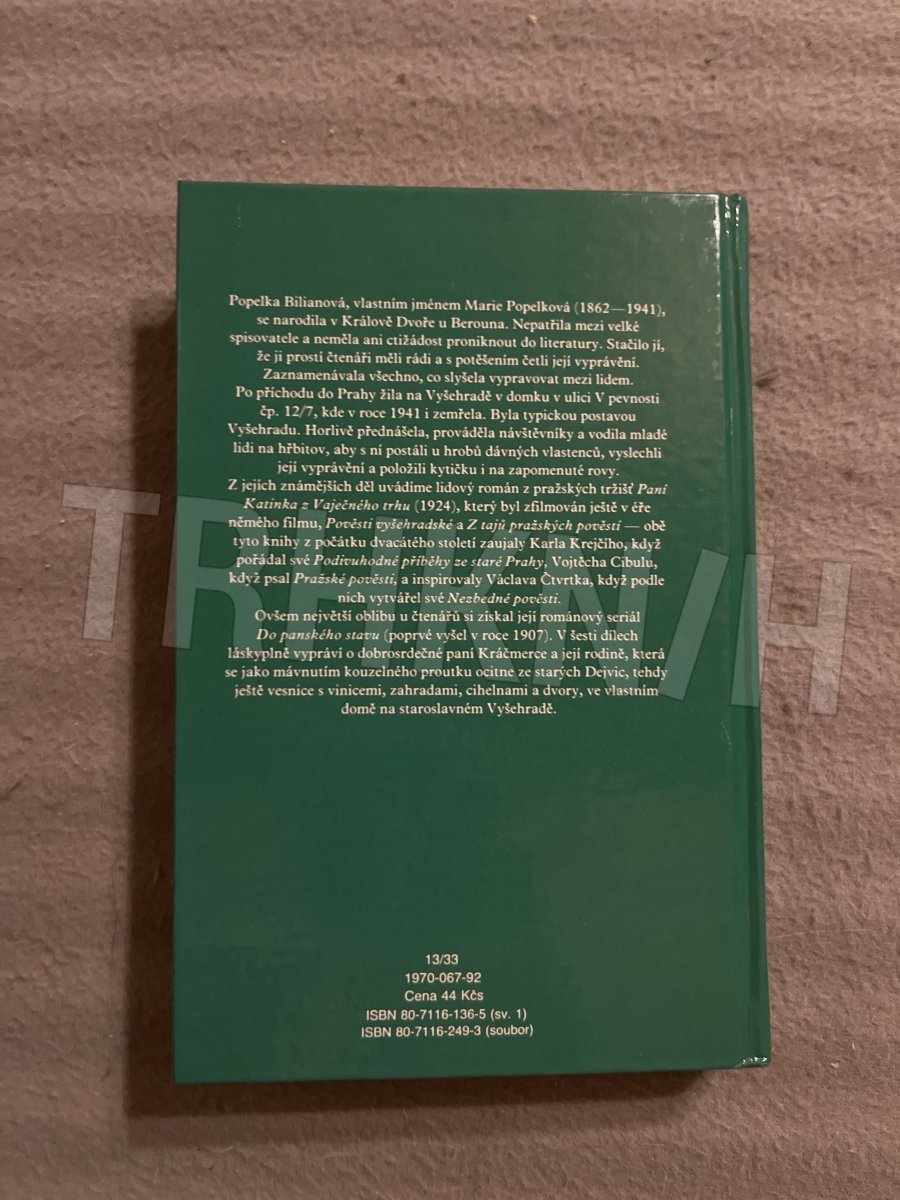 Popelka Bilianová, vlastním jménem Marie Popelková (1862—1941),
se narodila v Králově Dvoře u Berouna. Nepatřila mezi velké
spisovatele a neměla ani ctižádost proniknout do literatury. Stačilo jí,
že ji prostí čtenáři měli rádi a s potěšením četli její vyprávění.
Zaznamenávala všechno, co slyšela vypravovat mezi lidem.
Po příchodu do Prahy žila na Vyšehradě v domku v ulici V pevnosti
čp. 12/7, kde v roce 1941 i zemřela. Byla typickou postavou
Vyšehradu. Horlivě přednášela, prováděla návštěvníky a vodila mladé
lidi na hřbitov, aby s ní postáli u hrobů dávných vlastenců, vyslechli
její vyprávění a položili kytičku i na zapomenuté rovy.
Z jejích známějších děl uvádíme lidový román z pražských tržišť Paní
Katinka z Vaječného trhu (1924), který byl zfilmován ještě v éře
němého filmu, Pověsti vyšehradské a Z tajů pražských pověstí — obě
tyto knihy z počátku dvacátého století zaujaly Karla Krejčího, když
pořádal své Podivuhodné příběhy ze staré Prahy, Vojtěcha Cibulu,
když psal Pražské pověsti, a inspirovaly Václava Čtvrtka, když podle
nich vytvářel své Nezbedné pověsti.
Ovšem největší oblibu u čtenářů si získal její románový seriál
Do panského stavu (poprvé vyšel v roce 1907). V šesti dílech
láskyplně vypráví o dobrosrdečné paní Kráčmerce a její rodině, která
se jako mávnutím kouzelného proutku ocitne ze starých Dejvic, tehdy
ještě vesnice s vinicemi, zahradami, cihelnami a dvory, ve vlastním
domě na staroslavném Vyšehradě.
TRHKNIH
13/33
1970-067-92
Cena 44 Kčs
ISBN 80-7116-136-5 (sv. 1)
ISBN 80-7116-249-3 (soubor)